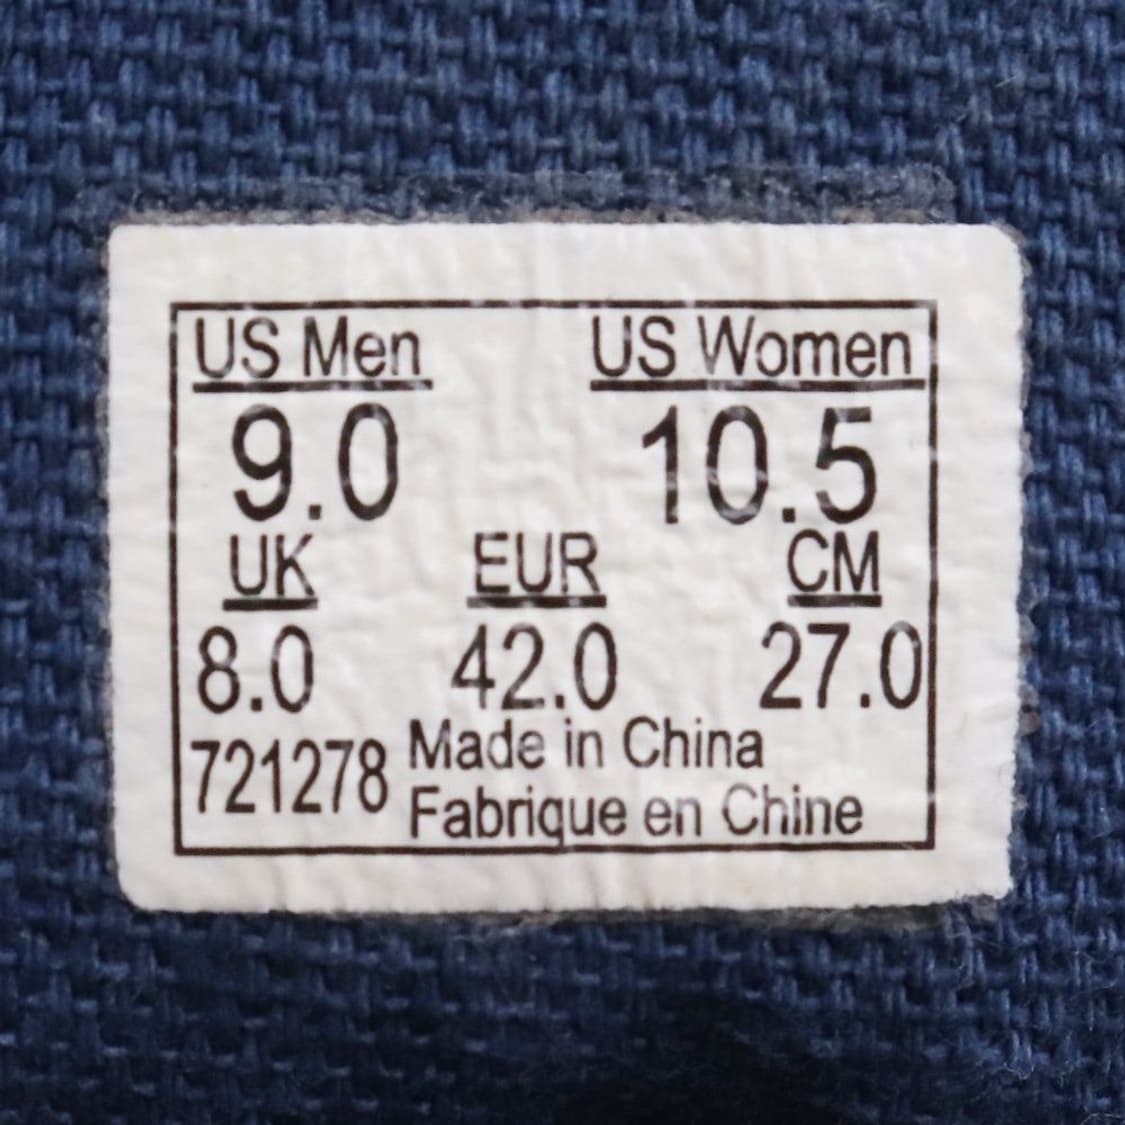 US Men US Women
9.0 10.5
UK EUR CM
8.0 42.0 27.0
721278 Made in China
Fabrique en Chine